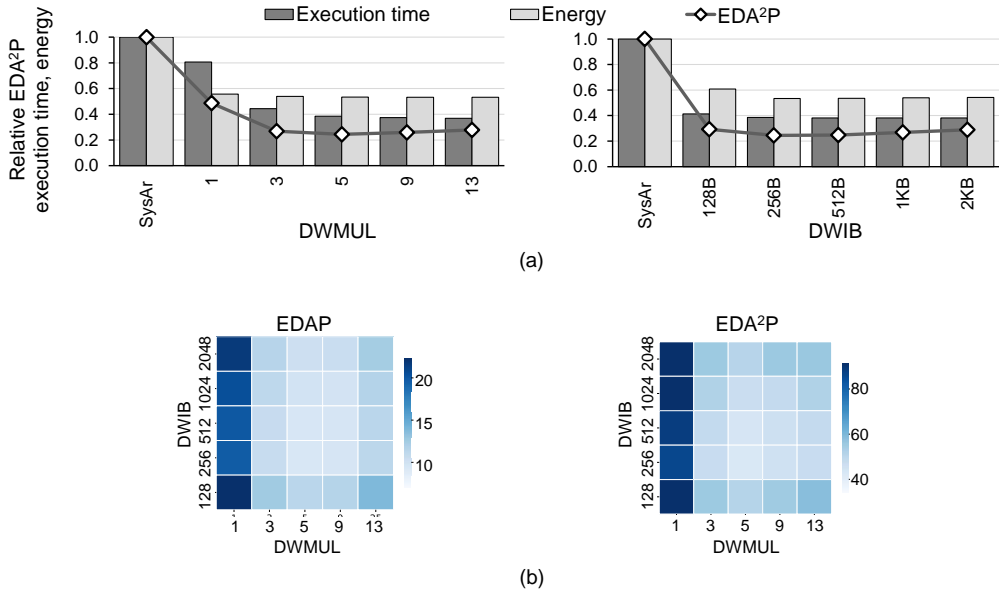 Execution time Energy EDA²P
Relative EDA²P
execution time, energy
1.0
0.8
0.6
0.4
0.2
0.0
SysAr 1 3 5 9 13
DWMUL
1.0
0.8
0.6
0.4
0.2
0.0
SysAr 128B 256B 512B 1KB 2KB
DWIB
(a)
EDAP
DWIB
2048
1024
512
256
128
1 3 5 9 13
DWMUL
20
15
10
EDA²P
DWIB
2048
1024
512
256
128
1 3 5 9 13
DWMUL
80
60
40
(b)